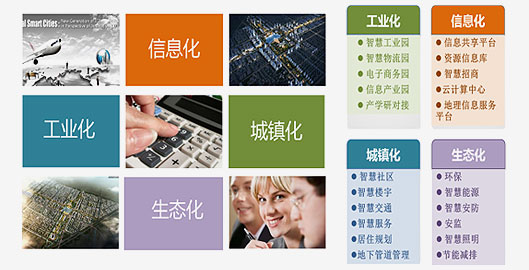 al Smart Cities
信息化
工业化
城镇化
生态化
工业化
智慧工业园
智慧物流园
电子商务园
信息产业园
产学研对接
信息化
信息共享平台
资源信息库
智慧招商
云计算中心
地理信息服务
平台
城镇化
智慧社区
智慧楼宇
智慧交通
智慧服务
居住规划
地下管道管理
生态化
环保
智慧能源
智慧安防
安监
智慧照明
节能减排